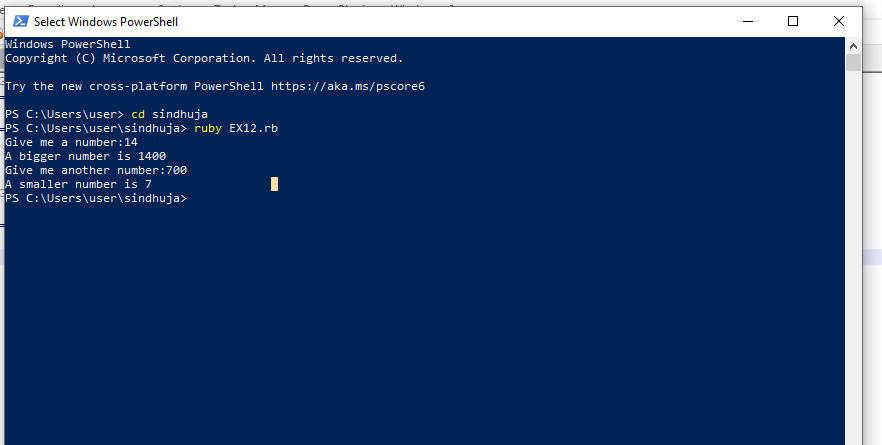 Select Windows PowerShell
Windows PowerShell
Copyright (C) Microsoft Corporation. All rights reserved.
Try the new cross-platform PowerShell https://aka.ms/pscore6
PS C:\Users\user> cd sindhuja
PS C:\Users\user\sindhuja> ruby EX12.rb
Give me a number:14
A bigger number is 1400
Give me another number:700
A smaller number is 7
PS C:\Users\user\sindhuja>